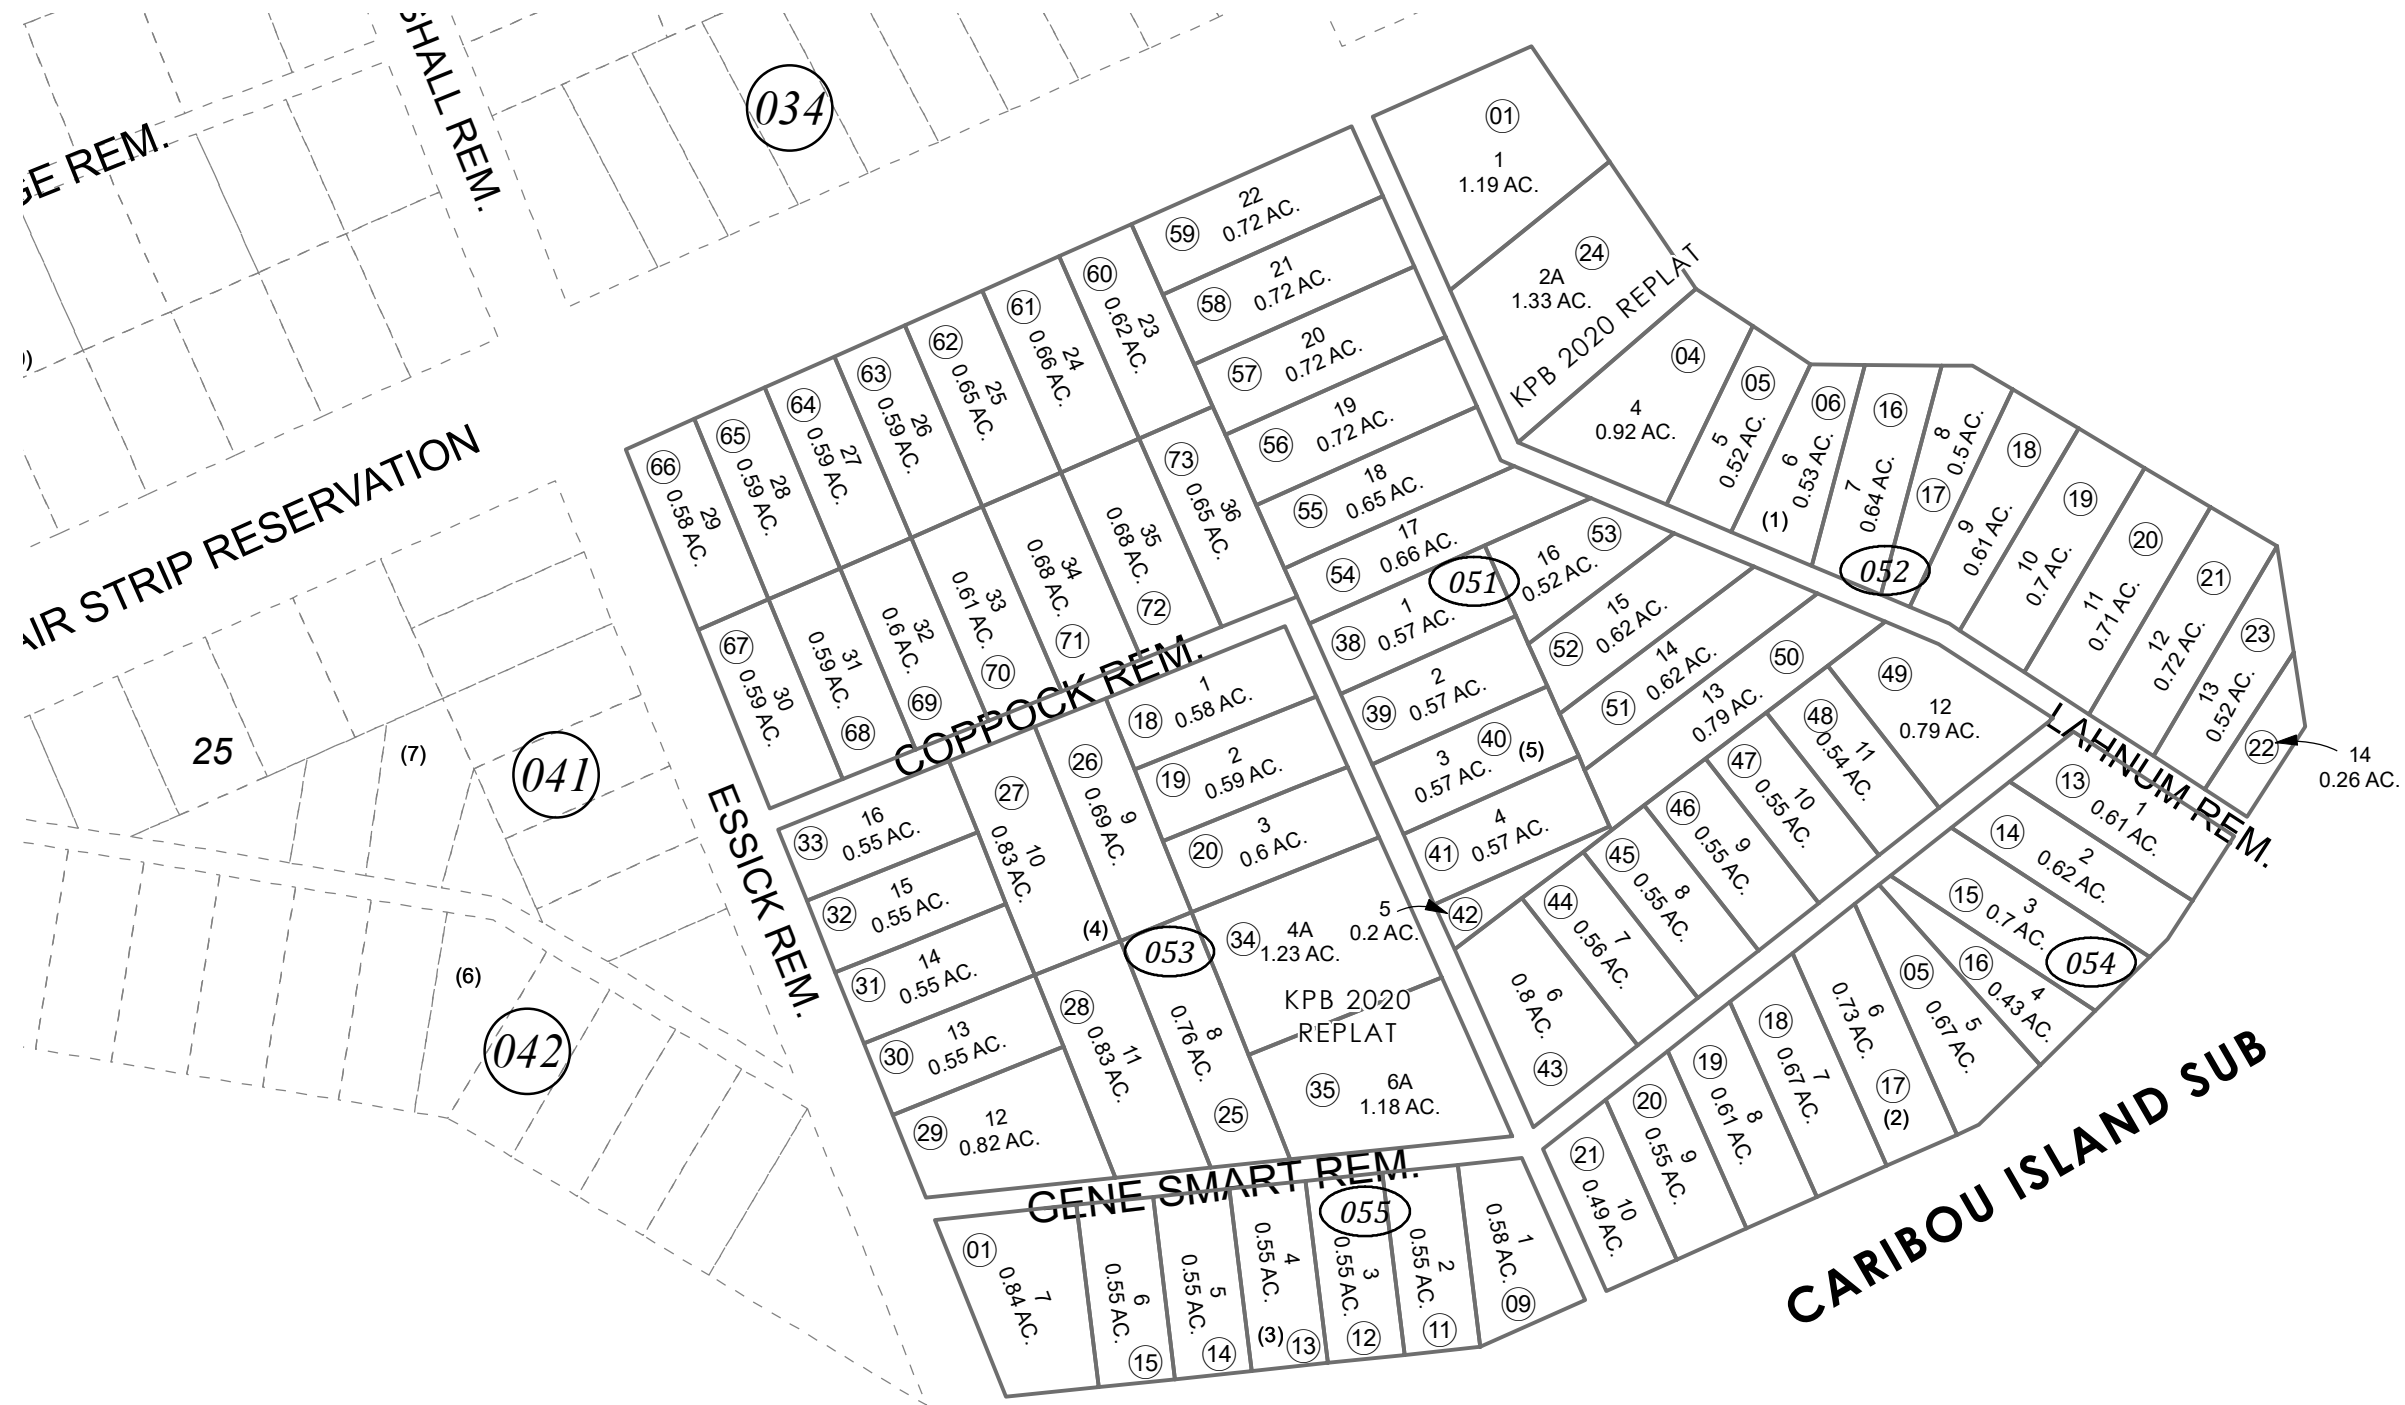 SHALL REM.
GE REM.
034
AIR STRIP RESERVATION
25
(7)
041
(6)
042
ESSICK REM.
COPPOCK REM.
GENE SMART REM.
LAHNUM REM.
CARIBOU ISLAND SUB
01
1
1.19 AC.
24
2A
1.33 AC.
KPB 2020 REPLAT
04
4
0.92 AC.
05
5
0.52 AC.
06
6
0.53 AC.
(1)
16
7
0.64 AC.
052
8
0.5 AC.
17
18
9
0.61 AC.
19
10
0.7 AC.
20
11
0.71 AC.
21
12
0.72 AC.
23
13
0.52 AC.
22
14
0.26 AC.
59
22
0.72 AC.
58
21
0.72 AC.
57
20
0.72 AC.
56
19
0.72 AC.
55
18
0.65 AC.
54
17
0.66 AC.
051
60
23
0.62 AC.
61
24
0.66 AC.
62
25
0.65 AC.
63
26
0.59 AC.
64
27
0.59 AC.
65
28
0.59 AC.
66
29
0.58 AC.
67
30
0.59 AC.
31
0.59 AC.
68
32
0.6 AC.
69
33
0.61 AC.
70
34
0.68 AC.
71
35
0.68 AC.
72
73
36
0.65 AC.
38
1
0.57 AC.
39
2
0.57 AC.
40
3
0.57 AC.
(5)
41
4
0.57 AC.
42
5
0.2 AC.
53
16
0.52 AC.
52
15
0.62 AC.
51
14
0.62 AC.
50
13
0.79 AC.
49
12
0.79 AC.
48
11
0.54 AC.
47
10
0.55 AC.
46
9
0.55 AC.
45
8
0.55 AC.
44
7
0.56 AC.
6
0.8 AC.
43
18
1
0.58 AC.
19
2
0.59 AC.
20
3
0.6 AC.
26
9
0.69 AC.
27
10
0.83 AC.
33
16
0.55 AC.
32
15
0.55 AC.
31
14
0.55 AC.
30
13
0.55 AC.
29
12
0.82 AC.
28
11
0.83 AC.
(4)
053
8
0.76 AC.
25
34
4A
1.23 AC.
KPB 2020
REPLAT
35
6A
1.18 AC.
13
1
0.61 AC.
14
2
0.62 AC.
15
3
0.7 AC.
054
16
4
0.43 AC.
05
5
0.67 AC.
6
0.73 AC.
17
(2)
18
7
0.67 AC.
19
8
0.61 AC.
20
9
0.55 AC.
21
10
0.49 AC.
055
01
7
0.84 AC.
6
0.55 AC.
15
5
0.55 AC.
14
4
0.55 AC.
(3)
13
3
0.55 AC.
12
2
0.55 AC.
11
1
0.58 AC.
09